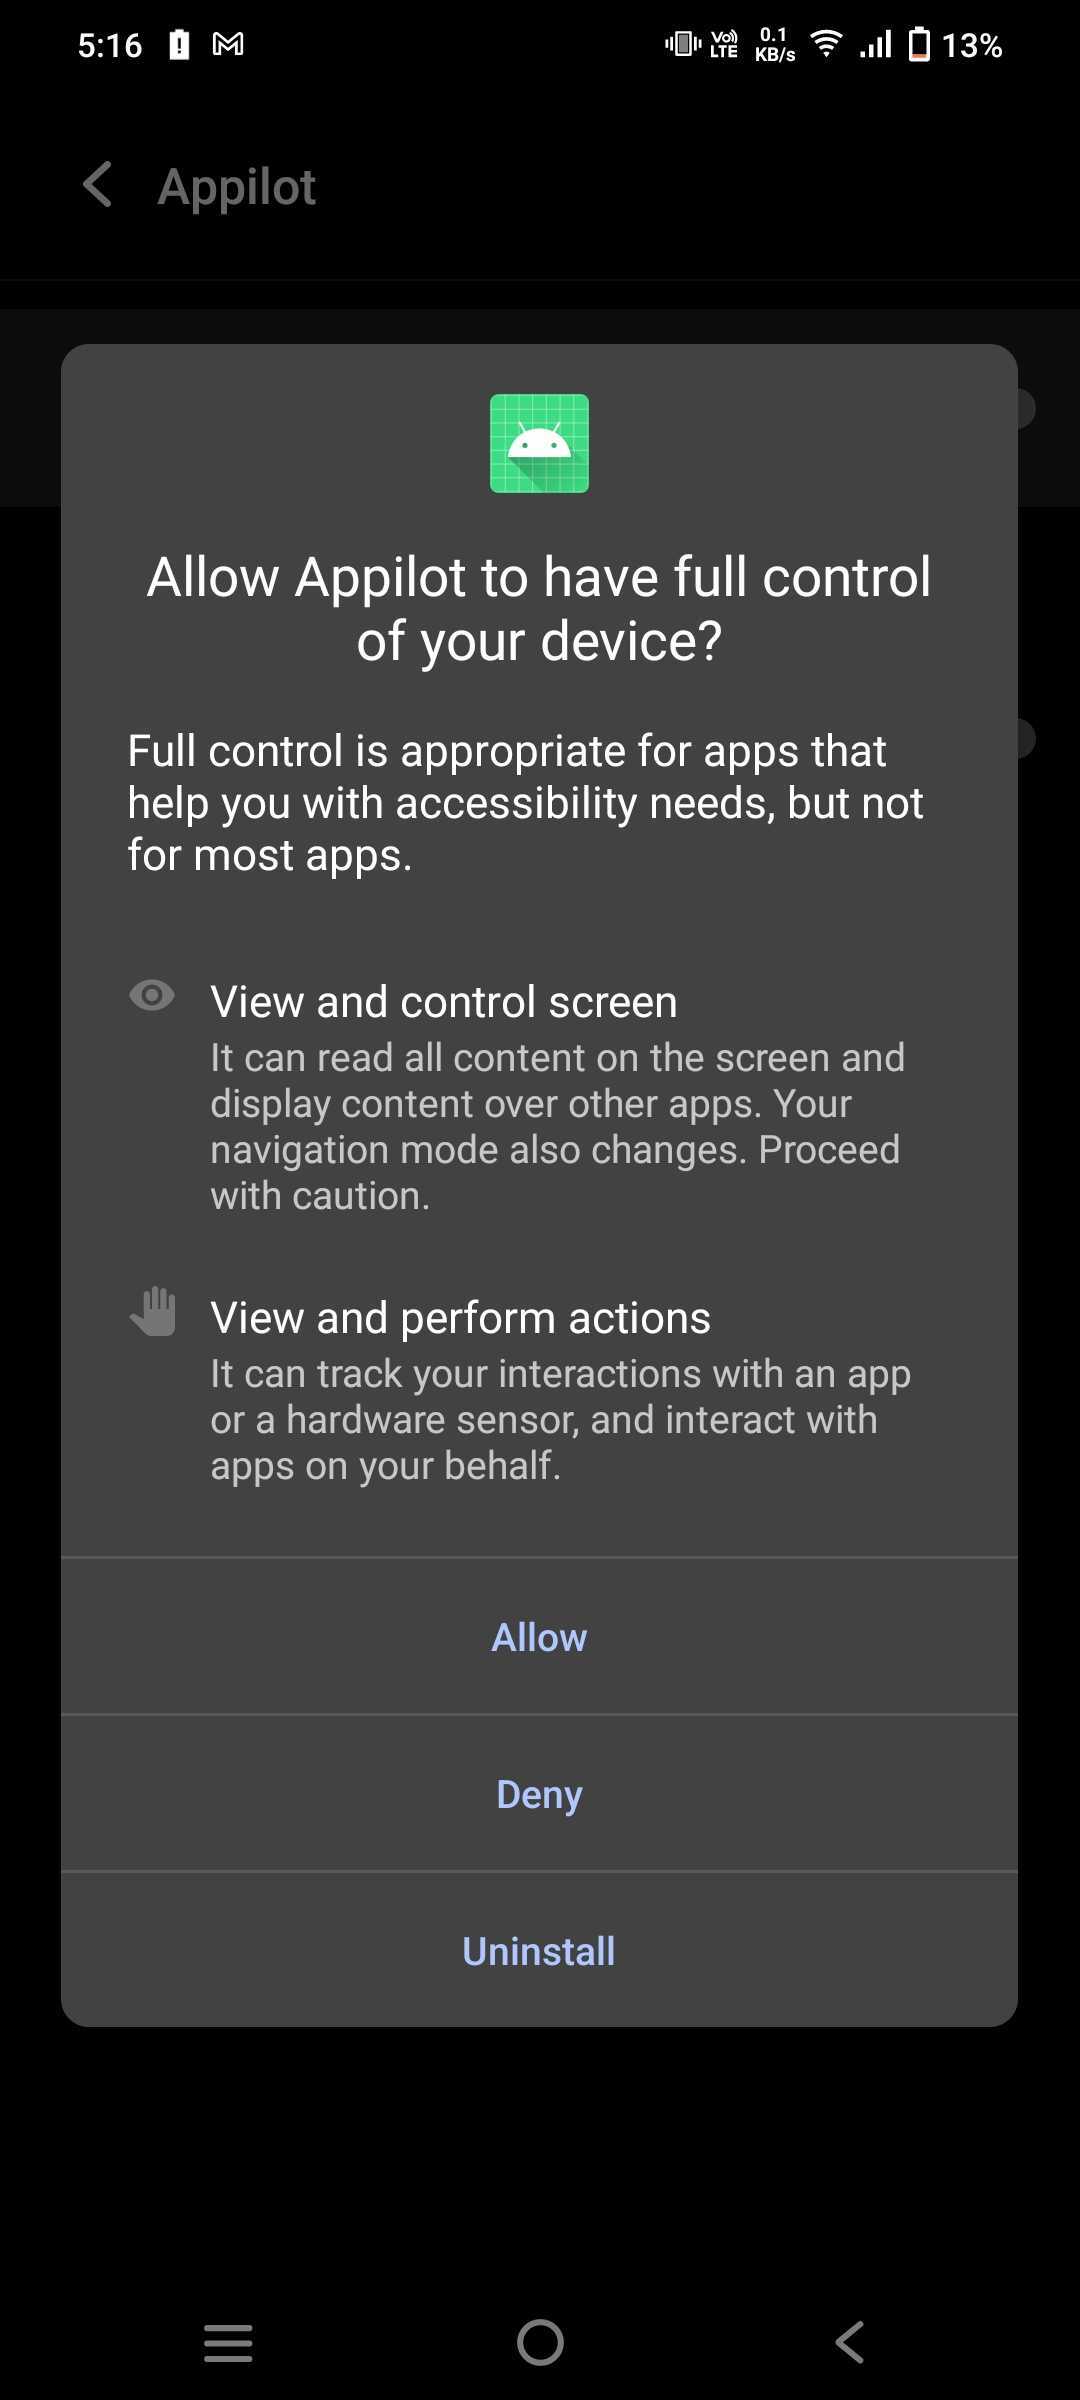 5:16
Vo)) LTE
0.1 KB/s
13%
Appilot
Allow Appilot to have full control
of your device?
Full control is appropriate for apps that
help you with accessibility needs, but not
for most apps.
View and control screen
It can read all content on the screen and
display content over other apps. Your
navigation mode also changes. Proceed
with caution.
View and perform actions
It can track your interactions with an app
or a hardware sensor, and interact with
apps on your behalf.
Allow
Deny
Uninstall